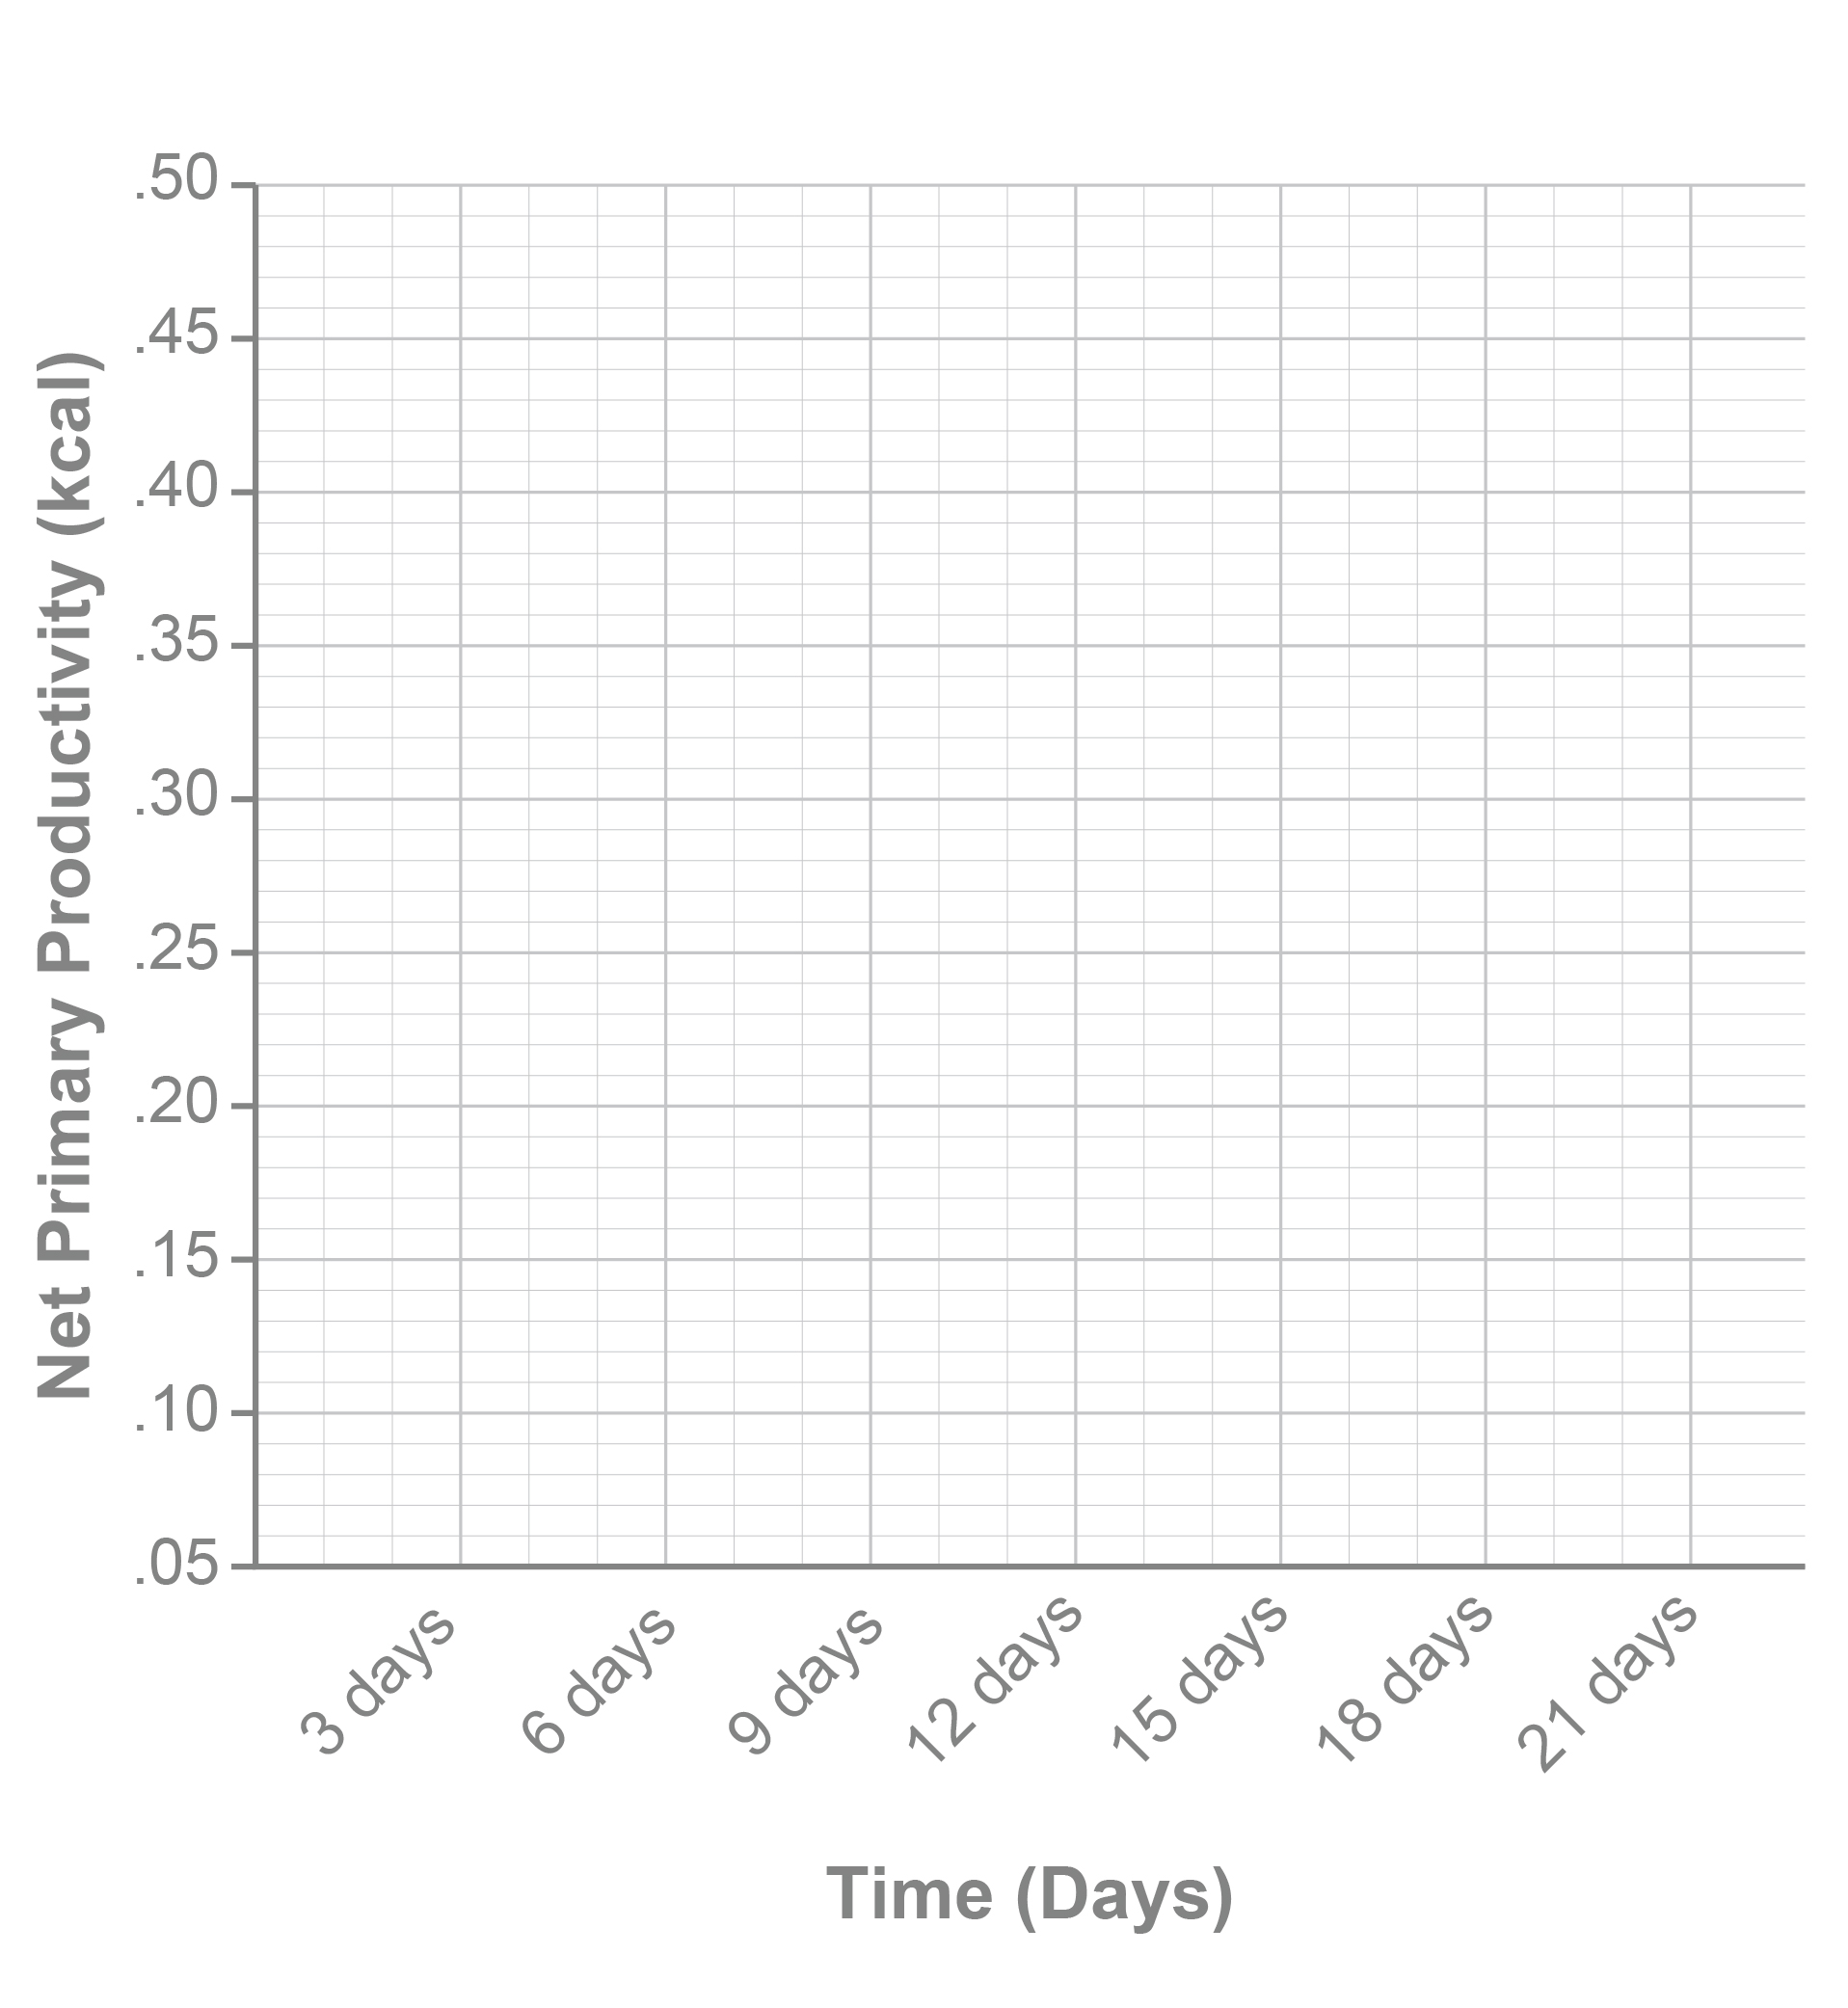 Net Primary Productivity (kcal)
.50
.45
.40
.35
.30
.25
.20
.15
.10
.05
3 days
6 days
9 days
12 days
15 days
18 days
21 days
Time (Days)